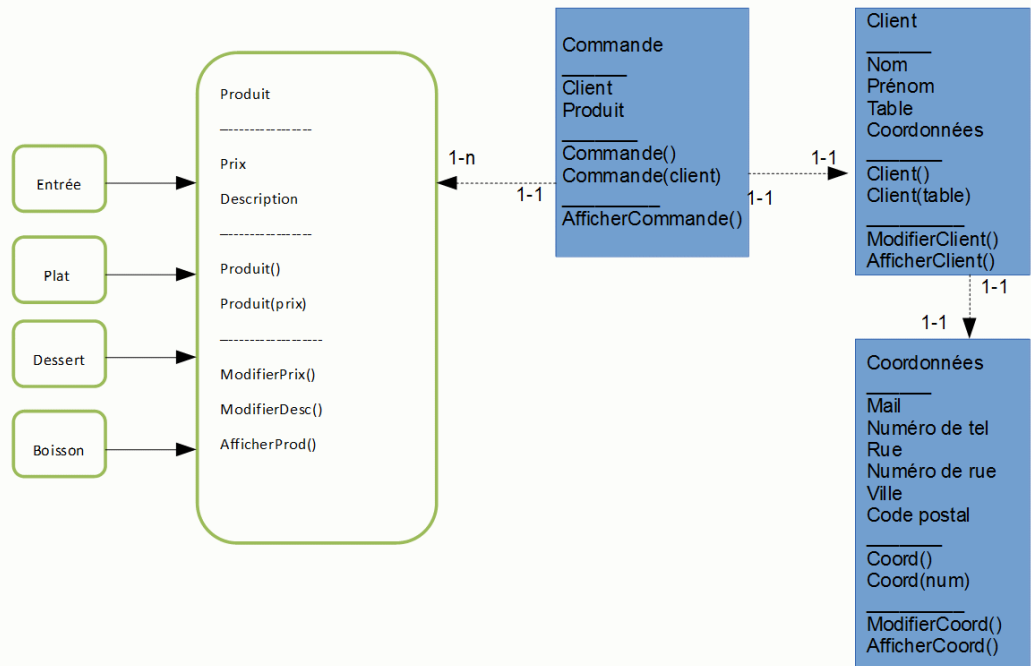 Entrée
Plat
Dessert
Boisson
Produit
------------------
Prix
Description
------------------
Produit()
Produit(prix)
--------------------
ModifierPrix()
ModifierDesc()
AfficherProd()
1-n
1-1
Commande
______
Client
Produit
_______
Commande()
Commande(client)
_________
AfficherCommande()
1-1
1-1
Client
______
Nom
Prénom
Table
Coordonnées
_______
Client()
Client(table)
_________
ModifierClient()
AfficherClient()
1-1
1-1
Coordonnées
______
Mail
Numéro de tel
Rue
Numéro de rue
Ville
Code postal
_______
Coord()
Coord(num)
_________
ModifierCoord()
AfficherCoord()